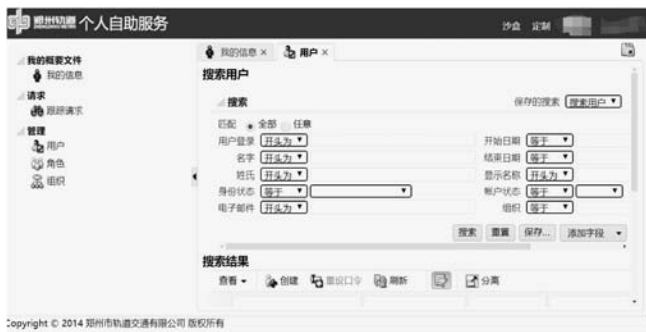 郑州轨道 个人自助服务
沙盒 定制
我的概要文件
我的信息
请求
跟踪请求
管理
用户
角色
组织
我的信息 × 用户 ×
搜索用户
搜索
保存的搜索 搜索用户
匹配 全部 任意
用户登录 开头为 开始日期 等于
名字 开头为 结束日期 等于
姓氏 开头为 显示名称 开头为
身份状态 等于 帐户状态 等于
电子邮件 开头为 组织 等于
搜索 重置 保存... 添加字段
搜索结果
查看 创建 重设口令 刷新 分离
Copyright © 2014 郑州市轨道交通有限公司 版权所有